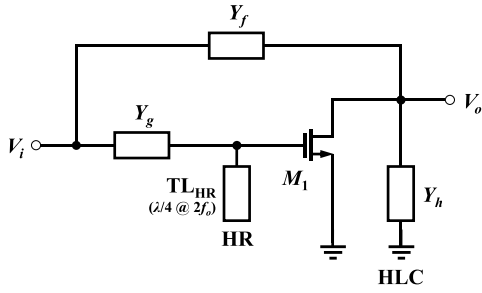 Y_f
Y_g
V_i
V_o
M_1
TL_HR
(λ/4 @ 2f_o)
Y_h
HR
HLC